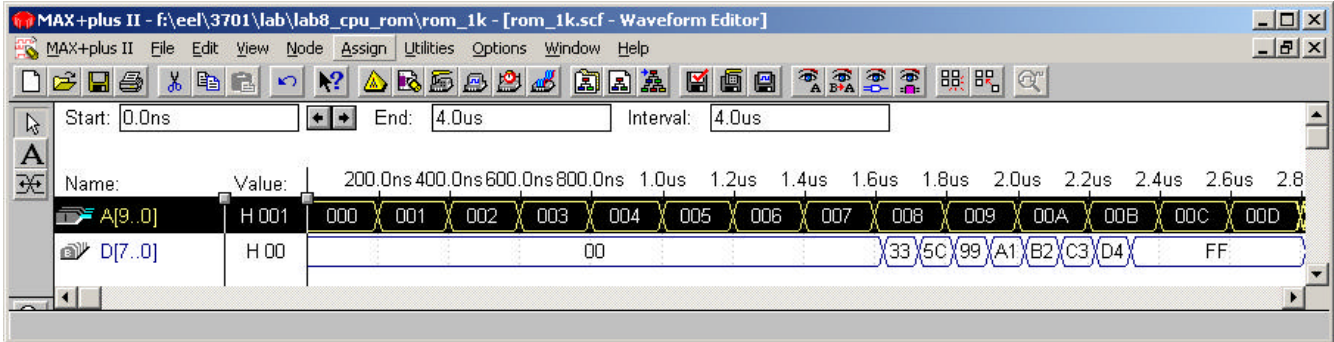 MAX+plus II - f:\eel\3701\lab\lab8_cpu_rom\rom_1k - [rom_1k.scf - Waveform Editor]
MAX+plus II File Edit View Node Assign Utilities Options Window Help
Start: 0.0ns End: 4.0us Interval: 4.0us
Name: Value: 200.0ns 400.0ns 600.0ns 800.0ns 1.0us 1.2us 1.4us 1.6us 1.8us 2.0us 2.2us 2.4us 2.6us 2.8
A[9..0] H 001 000 001 002 003 004 005 006 007 008 009 00A 00B 00C 00D
D[7..0] H 00 00 33 5C 99 A1 B2 C3 D4 FF